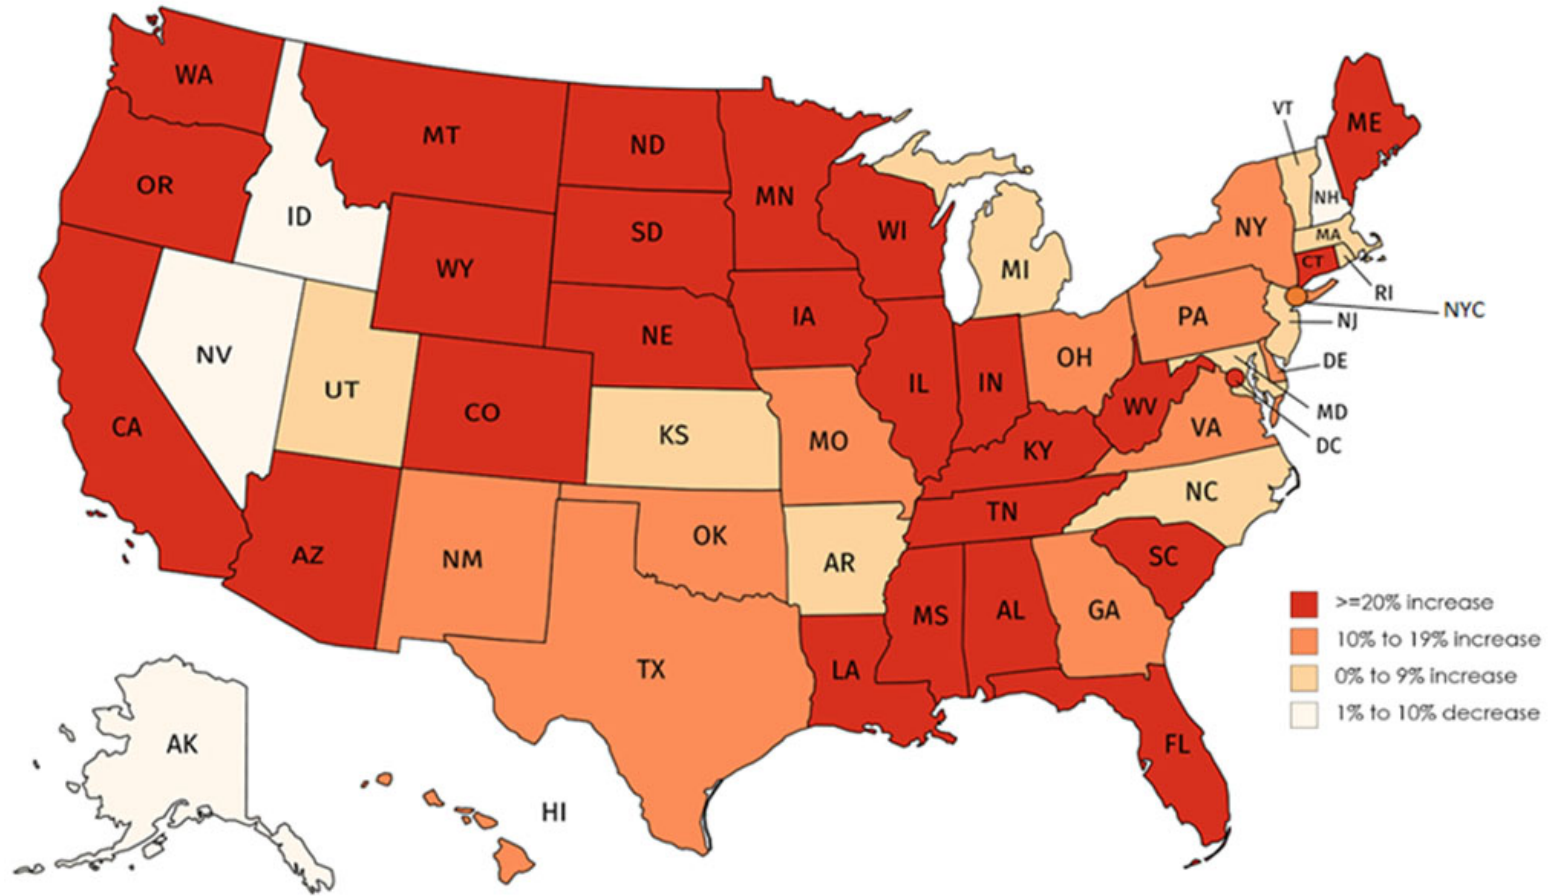 WA
MT
ND
MN
ME
VT
OR
ID
SD
WI
NH
NY
MA
WY
MI
CT
RI
NYC
NE
IA
PA
NJ
NV
UT
CO
IL
IN
OH
DE
CA
KS
MO
WV
VA
MD
DC
KY
NC
TN
AZ
NM
OK
AR
SC
MS
AL
GA
TX
LA
FL
AK
HI
>=20% increase
10% to 19% increase
0% to 9% increase
1% to 10% decrease